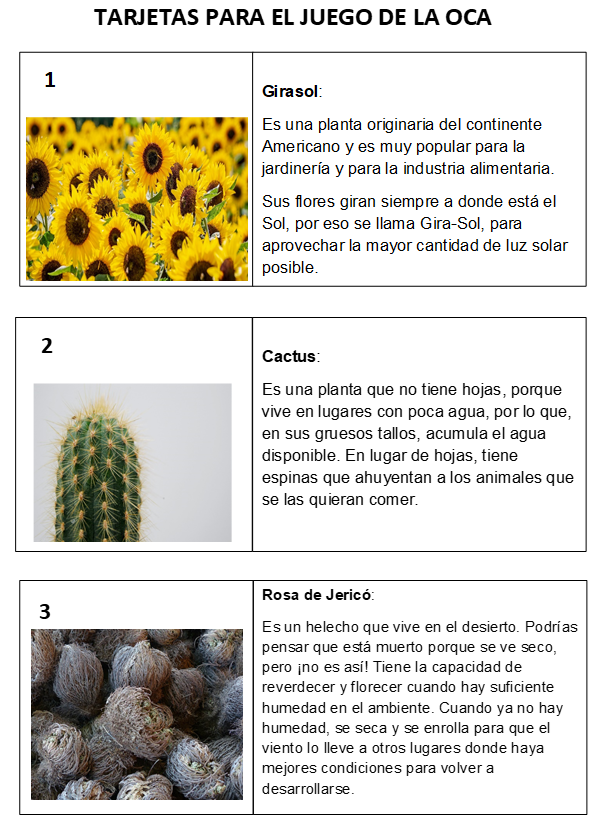 TARJETAS PARA EL JUEGO DE LA OCA
1
Girasol:
Es una planta originaria del continente
Americano y es muy popular para la
jardinería y para la industria alimentaria.
Sus flores giran siempre a donde está el
Sol, por eso se llama Gira-Sol, para
aprovechar la mayor cantidad de luz solar
posible.
2
Cactus:
Es una planta que no tiene hojas, porque
vive en lugares con poca agua, por lo que,
en sus gruesos tallos, acumula el agua
disponible. En lugar de hojas, tiene
espinas que ahuyentan a los animales que
se las quieran comer.
3
Rosa de Jericó:
Es un helecho que vive en el desierto. Podrías
pensar que está muerto porque se ve seco,
pero ¡no es así! Tiene la capacidad de
reverdecer y florecer cuando hay suficiente
humedad en el ambiente. Cuando ya no hay
humedad, se seca y se enrolla para que el
viento lo lleve a otros lugares donde haya
mejores condiciones para volver a
desarrollarse.